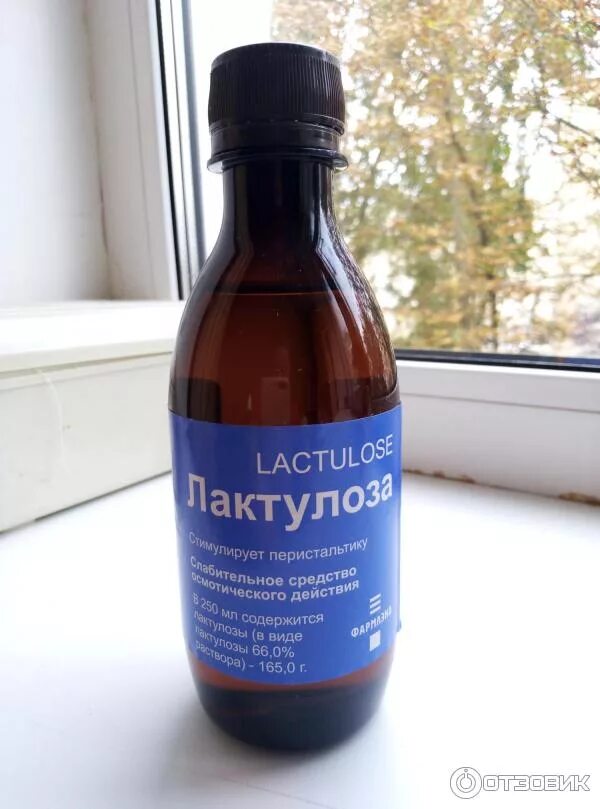 LACTULOSE
Лактулоза
Стимулирует перистальтику
Слабительное средство
осмотического действия
В 250 мл содержится
лактулозы (в виде
лактулозы 66,0%
раствора) - 165,0 г.
ФАРМЛЭНД
ОТЗОВИК